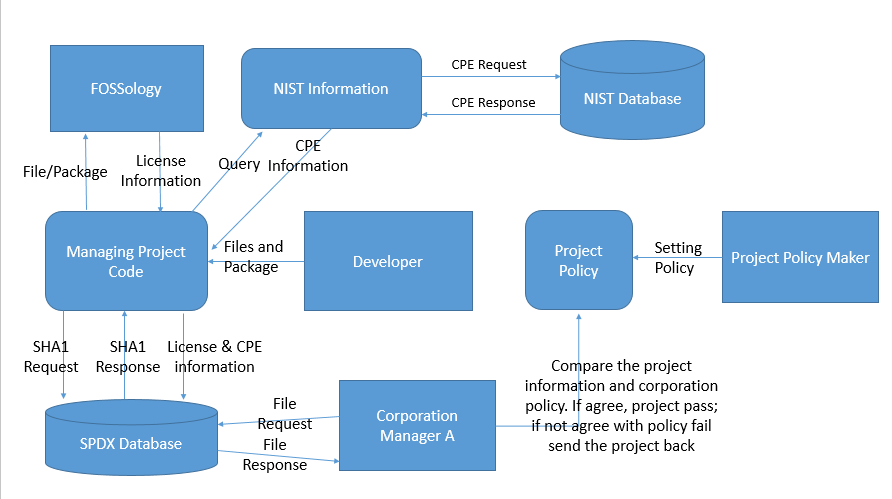 FOSSology
NIST Information
CPE Request
CPE Response
NIST Database
File/Package
License
Information
Query
CPE
Information
Managing Project
Code
Files and
Package
Developer
Project
Policy
Setting
Policy
Project Policy Maker
SHA1
Request
SHA1
Response
License & CPE
information
SPDX Database
File
Request
File
Response
Corporation
Manager A
Compare the project
information and corporation
policy. If agree, project pass;
if not agree with policy fail
send the project back